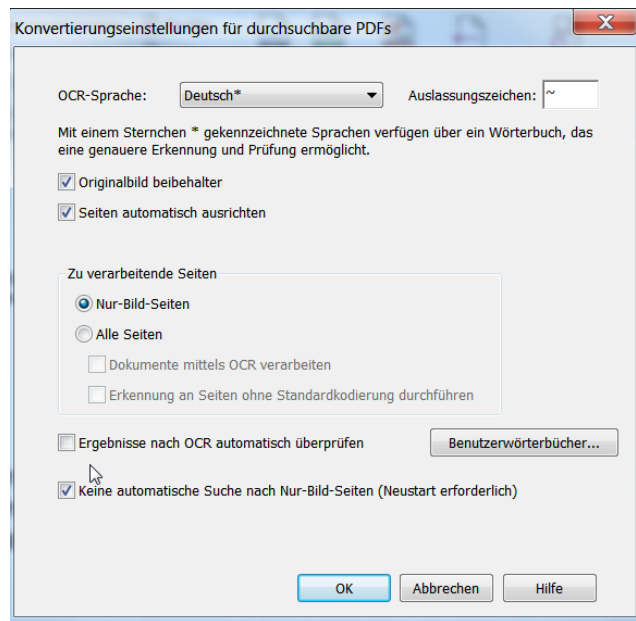 Konvertierungseinstellungen für durchsuchbare PDFs
OCR-Sprache: Deutsch* Auslassungszeichen: ~
Mit einem Sternchen * gekennzeichnete Sprachen verfügen über ein Wörterbuch, das
eine genauere Erkennung und Prüfung ermöglicht.
Originalbild beibehalter
Seiten automatisch ausrichten
Zu verarbeitende Seiten
Nur-Bild-Seiten
Alle Seiten
Dokumente mittels OCR verarbeiten
Erkennung an Seiten ohne Standardkodierung durchführen
Ergebnisse nach OCR automatisch überprüfen Benutzerwörterbücher...
Keine automatische Suche nach Nur-Bild-Seiten (Neustart erforderlich)
OK Abbrechen Hilfe